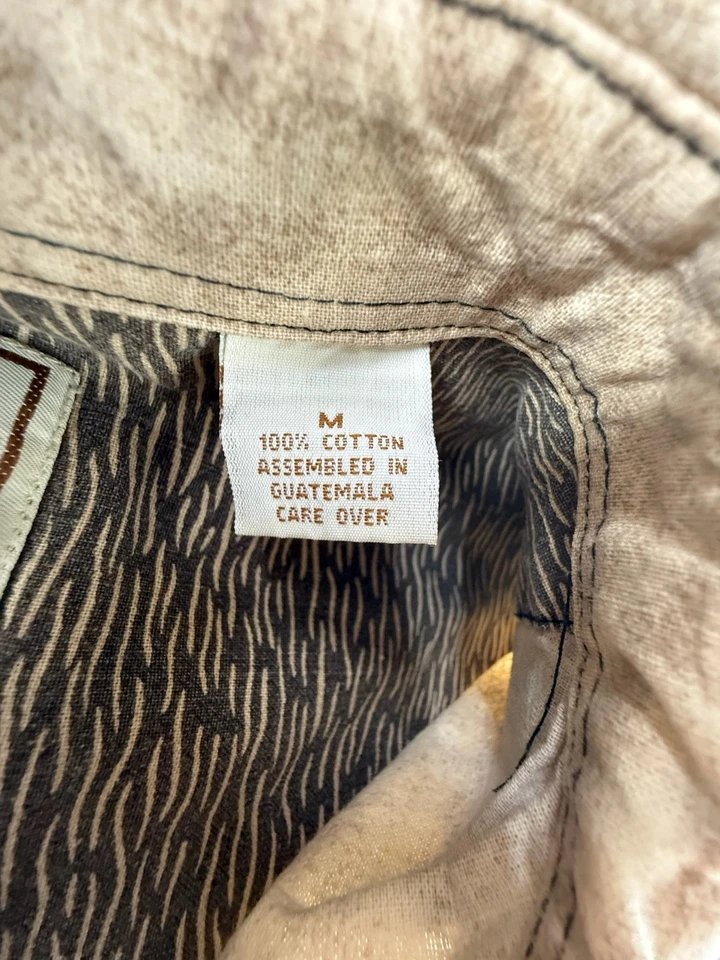 M
100% COTTON
ASSEMBLED IN
GUATEMALA
CARE OVER